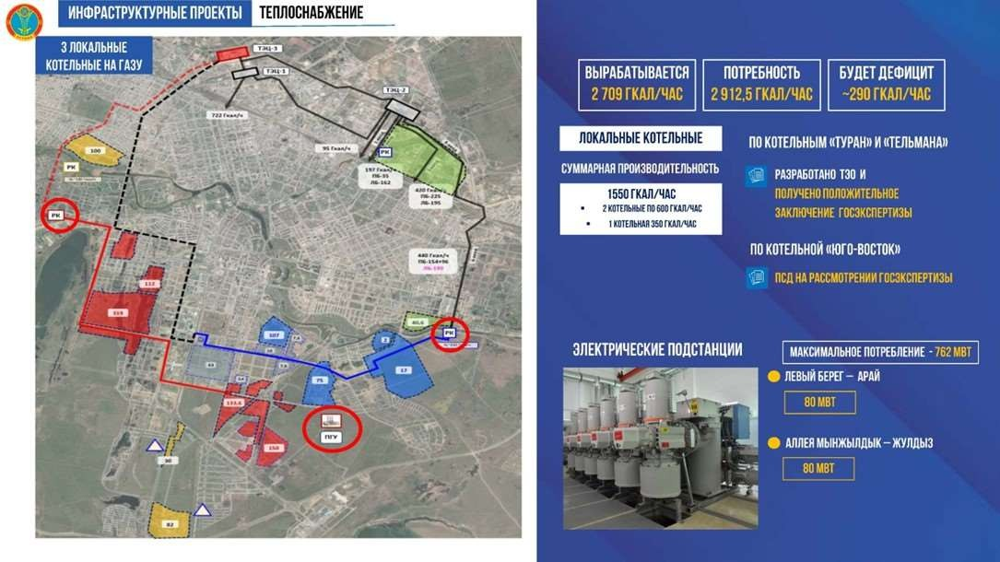 ИНФРАСТРУКТУРНЫЕ ПРОЕКТЫ
ТЕПЛОСНАБЖЕНИЕ
3 ЛОКАЛЬНЫЕ
КОТЕЛЬНЫЕ НА ГАЗУ
ТЭЦ-3
ТЭЦ-1
ТЭЦ-2
722 Гкал/ч
95 Гкал/ч
РК
197 Гкал/ч
ПБ-35
ЛБ-162
420 Гкал/ч
ПБ-225
ЛБ-195
100
РК
РК
440 Гкал/ч
ПБ-154+96
ЛБ-190
112
60,6
РК
107
2
17
43
75
133,6
150
ПГУ
30
82
ВЫРАБАТЫВАЕТСЯ
2 709 ГКАЛ/ЧАС
ПОТРЕБНОСТЬ
2 912,5 ГКАЛ/ЧАС
БУДЕТ ДЕФИЦИТ
~290 ГКАЛ/ЧАС
ЛОКАЛЬНЫЕ КОТЕЛЬНЫЕ
СУММАРНАЯ ПРОИЗВОДИТЕЛЬНОСТЬ
1550 ГКАЛ/ЧАС
▪ 2 КОТЕЛЬНЫЕ ПО 600 ГКАЛ/ЧАС
▪ 1 КОТЕЛЬНАЯ 350 ГКАЛ/ЧАС
ПО КОТЕЛЬНЫМ «ТУРАН» И «ТЕЛЬМАНА»
РАЗРАБОТАНО ТЭО И
ПОЛУЧЕНО ПОЛОЖИТЕЛЬНОЕ
ЗАКЛЮЧЕНИЕ ГОСЭКСПЕРТИЗЫ
ПО КОТЕЛЬНОЙ «ЮГО-ВОСТОК»
ПСД НА РАССМОТРЕНИИ ГОСЭКСПЕРТИЗЫ
ЭЛЕКТРИЧЕСКИЕ ПОДСТАНЦИИ
МАКСИМАЛЬНОЕ ПОТРЕБЛЕНИЕ - 762 МВТ
ЛЕВЫЙ БЕРЕГ – АРАЙ
80 МВТ
АЛЛЕЯ МЫНЖЫЛДЫК – ЖУЛДЫЗ
80 МВТ